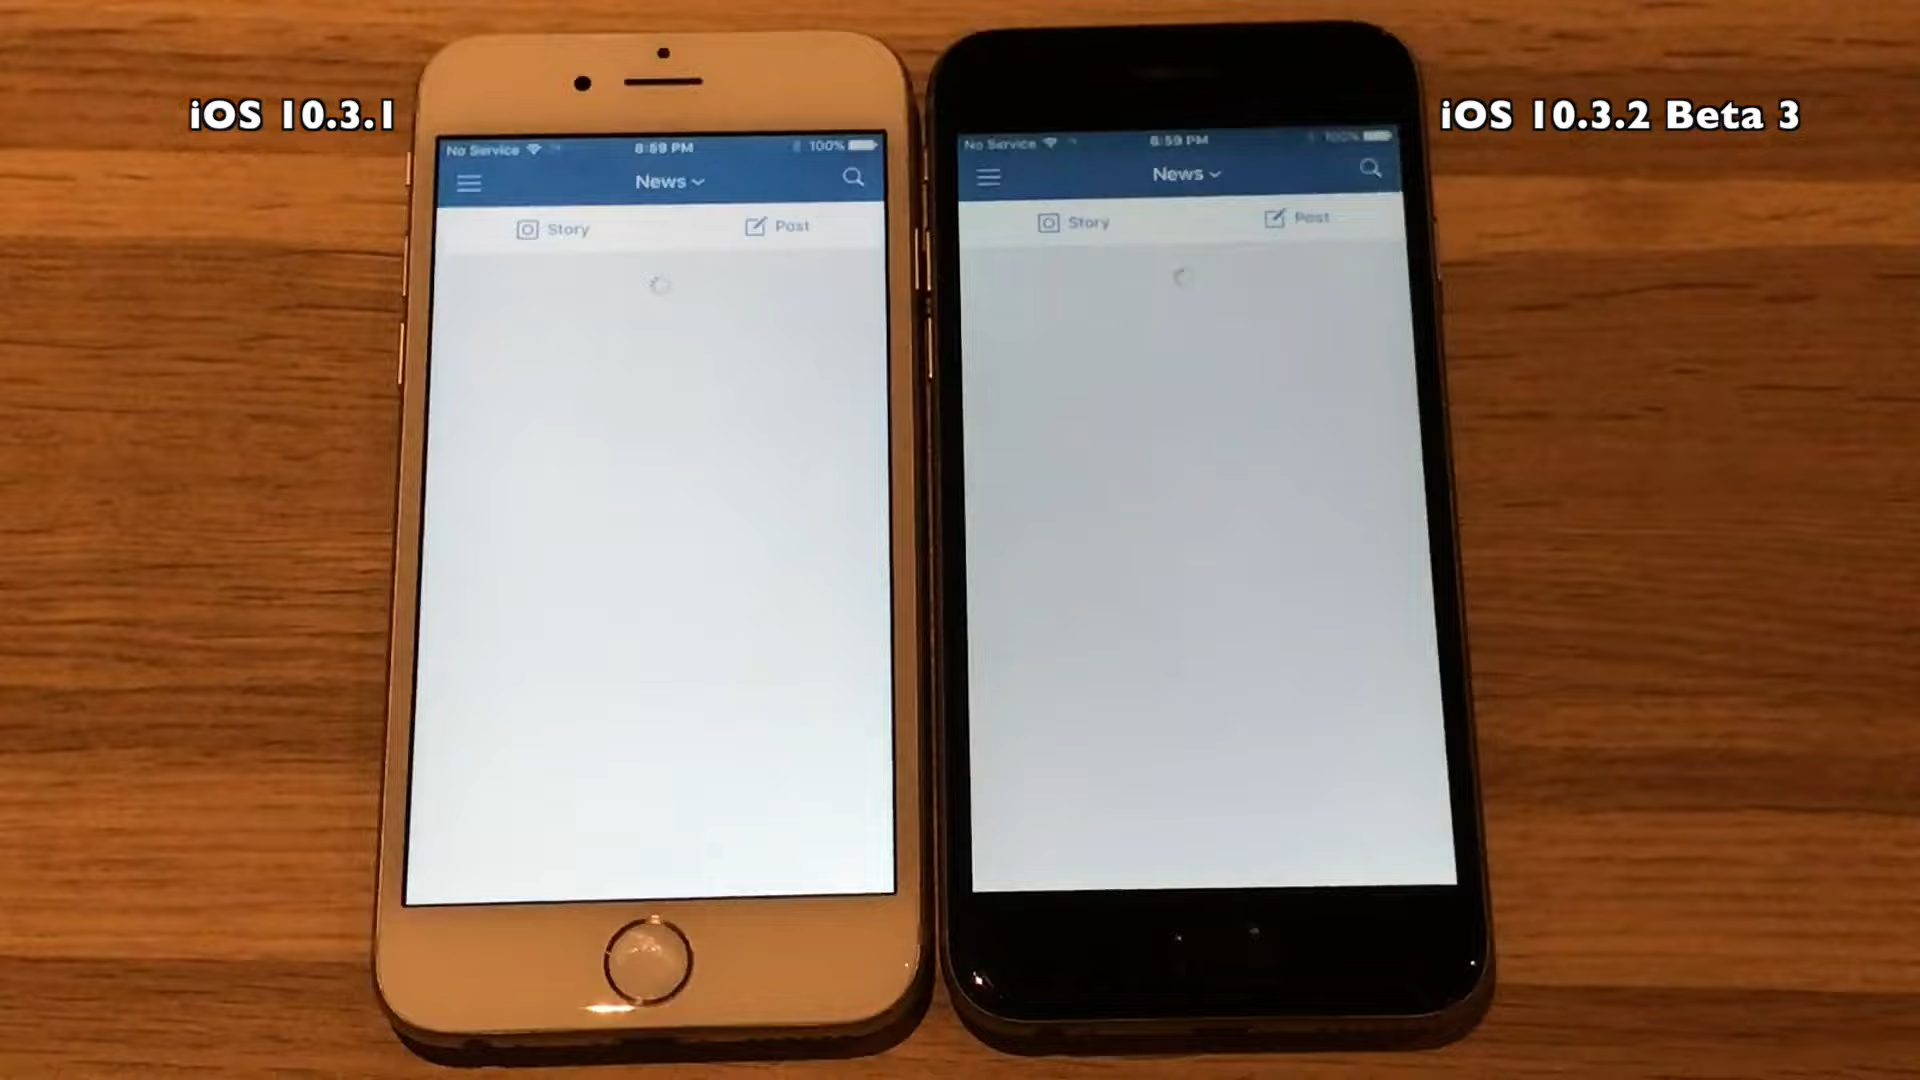 iOS 10.3.1
iOS 10.3.2 Beta 3
No Service 8:59 PM 100%
News
Story Post
No Service 8:59 PM 100%
News
Story Post